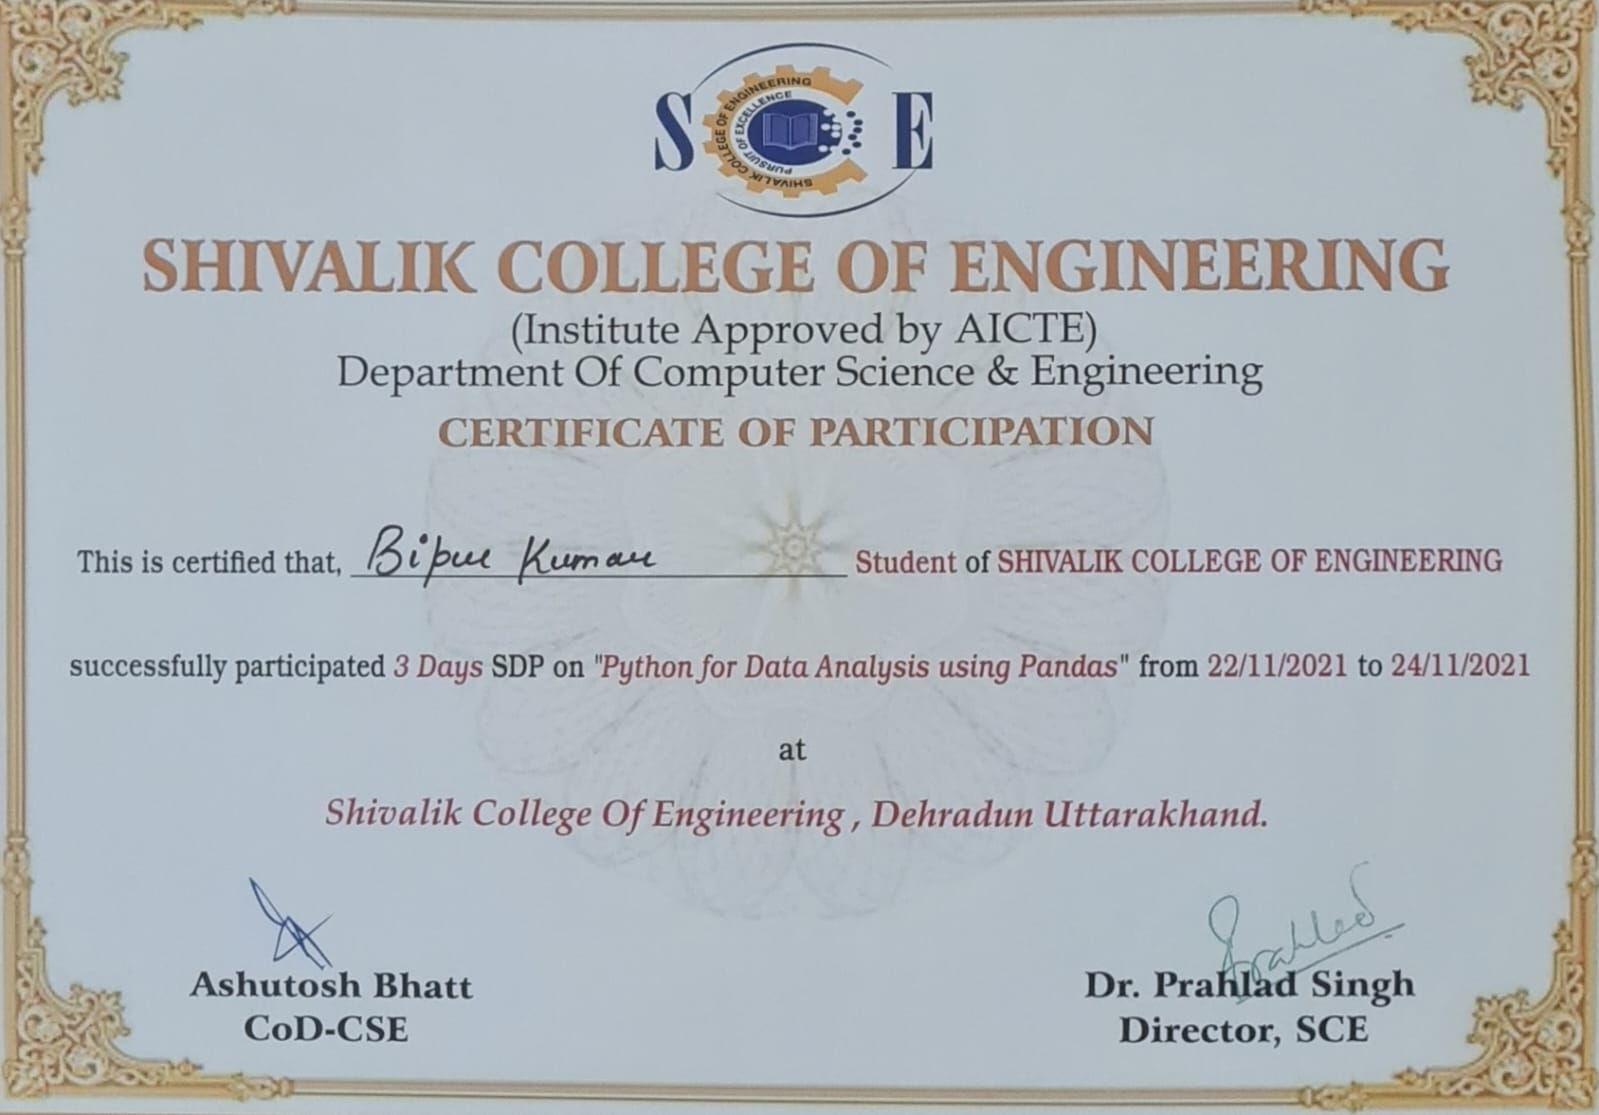 S C E
SHIVALIK COLLEGE OF ENGINEERING
PURSUIT OF EXCELLENCE
SHIVALIK COLLEGE OF ENGINEERING
(Institute Approved by AICTE)
Department Of Computer Science & Engineering
CERTIFICATE OF PARTICIPATION
This is certified that, Bipul Kumar Student of SHIVALIK COLLEGE OF ENGINEERING
successfully participated 3 Days SDP on "Python for Data Analysis using Pandas" from 22/11/2021 to 24/11/2021
at
Shivalik College Of Engineering , Dehradun Uttarakhand.
Prahlad
Ashutosh Bhatt
CoD-CSE
Dr. Prahlad Singh
Director, SCE